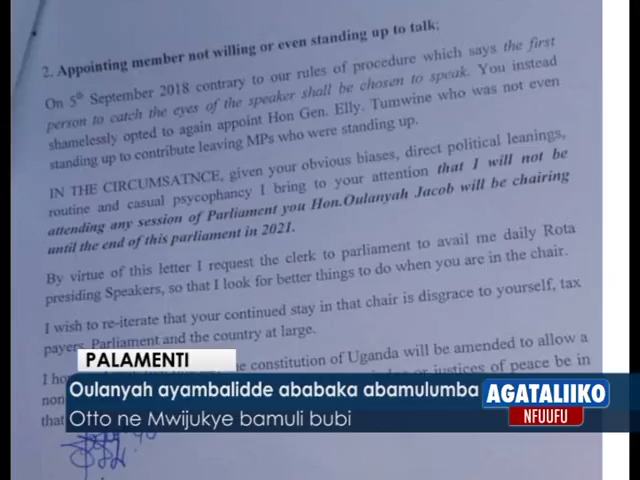 2. Appointing member not willing or even standing up to talk;
On 5th September 2018 contrary to our rules of procedure which says the first
person to catch the eyes of the speaker shall be chosen to speak. You instead
shamelessly opted to again appoint Hon Gen. Elly. Tumwine who was not even
standing up to contribute leaving MPs who were standing up.
IN THE CIRCUMSATNCE, given your obvious biases, direct political leanings,
routine and casual psycophancy I bring to your attention that I will not be
attending any session of Parliament you Hon.Oulanyah Jacob will be chairing
until the end of this parliament in 2021.
By virtue of this letter I request the clerk to parliament to avail me daily Rota
presiding Speakers, so that I look for better things to do when you are in the chair.
I wish to re-iterate that your continued stay in that chair is disgrace to yourself, tax
payers, Parliament and the country at large.
constitution of Uganda will be amended to allow a
justices of peace be in
PALAMENTI
Oulanyah ayambalidde ababaka abamulumba
Otto ne Mwijukye bamuli bubi
AGATALIIKO
NFUUFU